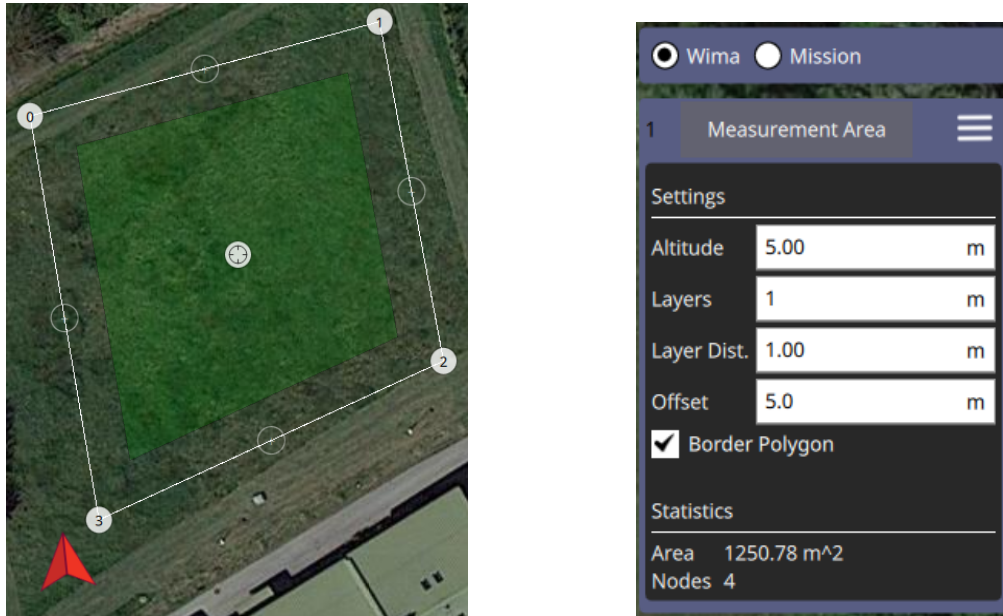 1
0
2
3
Wima Mission
1 Measurement Area
Settings
Altitude 5.00 m
Layers 1 m
Layer Dist. 1.00 m
Offset 5.0 m
Border Polygon
Statistics
Area 1250.78 m^2
Nodes 4